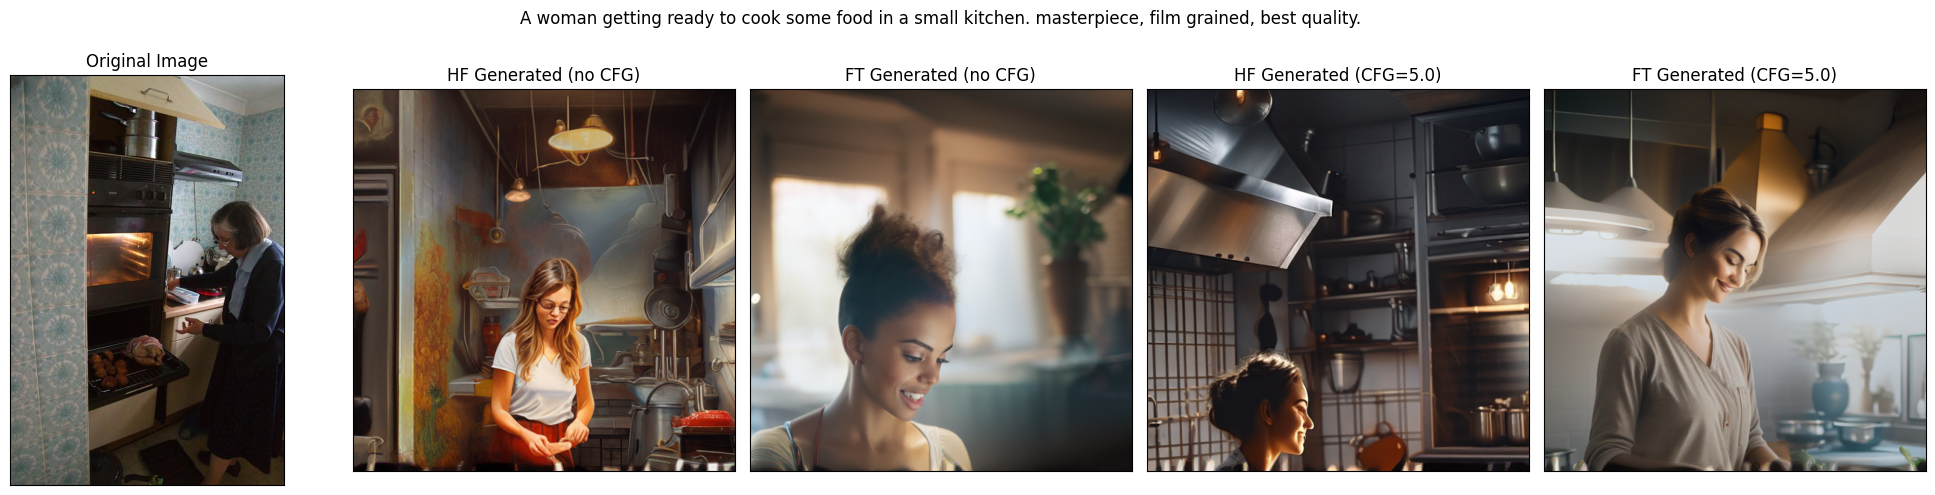 A woman getting ready to cook some food in a small kitchen. masterpiece, film grained, best quality.
Original Image
HF Generated (no CFG)
FT Generated (no CFG)
HF Generated (CFG=5.0)
FT Generated (CFG=5.0)